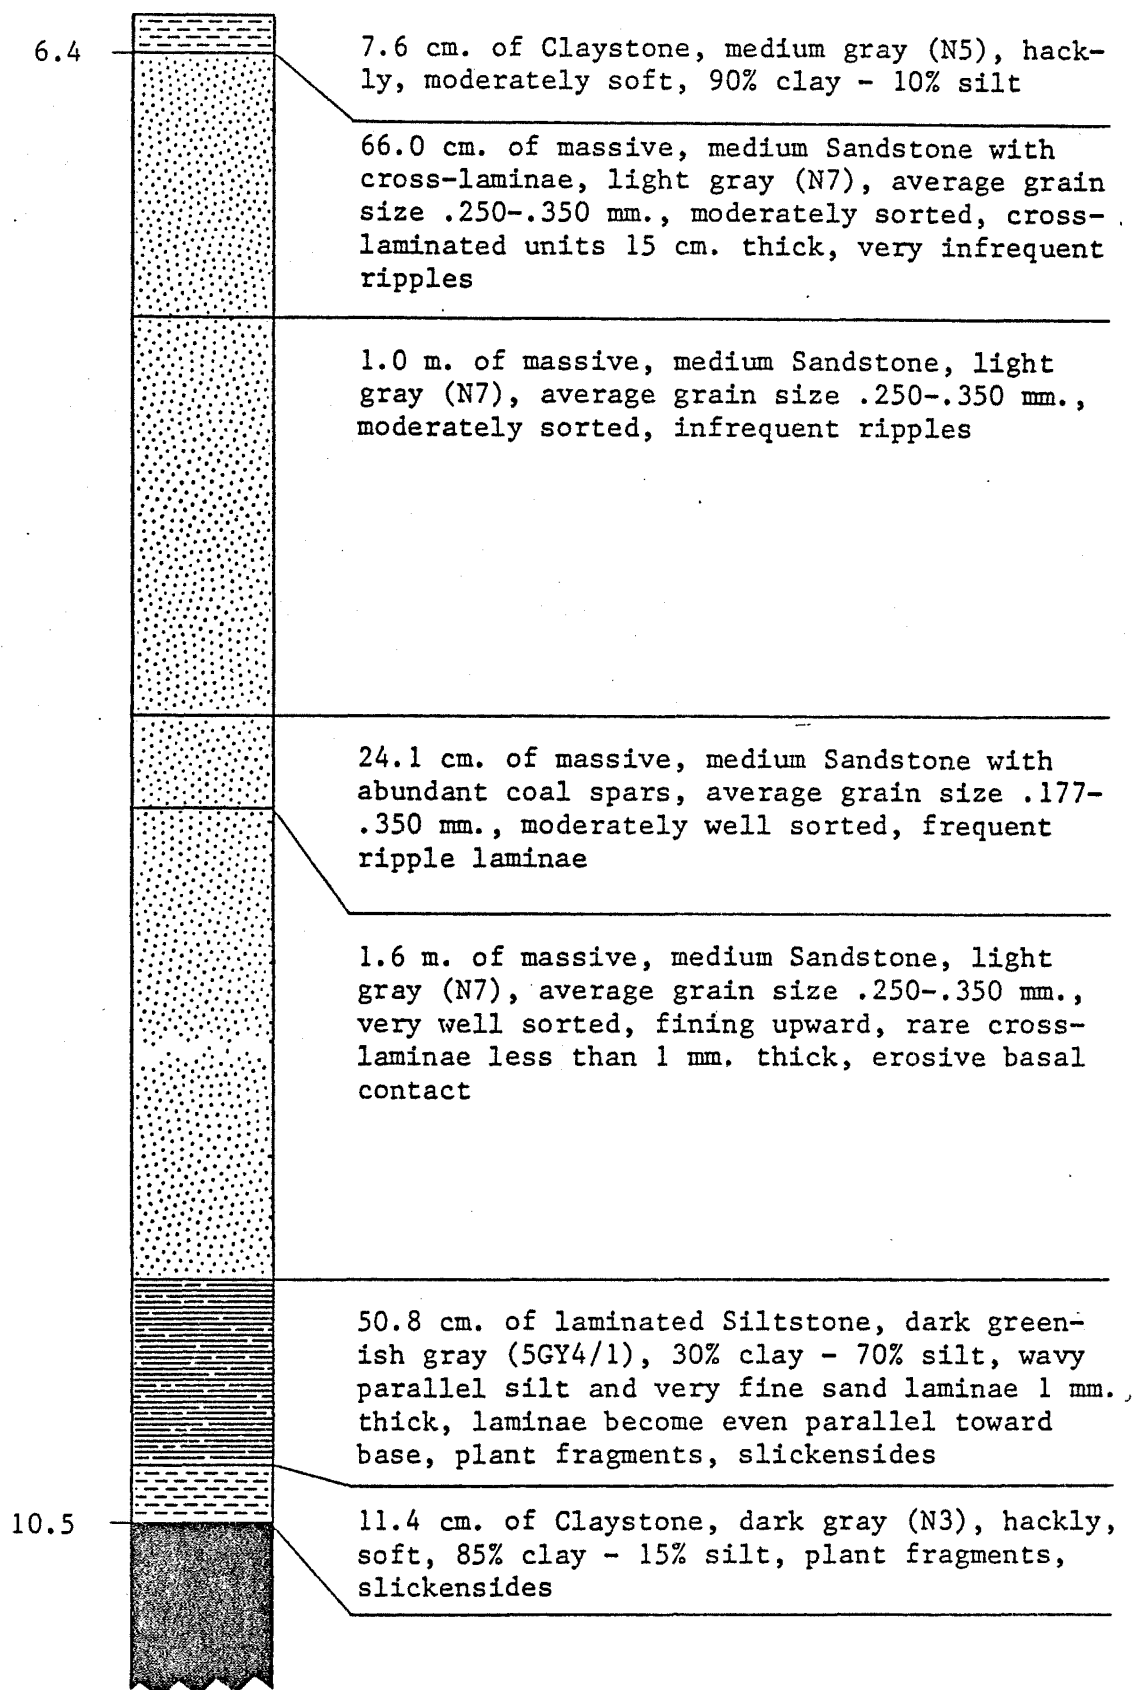 6.4
7.6 cm. of Claystone, medium gray (N5), hack-
ly, moderately soft, 90% clay - 10% silt
66.0 cm. of massive, medium Sandstone with
cross-laminae, light gray (N7), average grain
size .250-.350 mm., moderately sorted, cross-
laminated units 15 cm. thick, very infrequent
ripples
1.0 m. of massive, medium Sandstone, light
gray (N7), average grain size .250-.350 mm.,
moderately sorted, infrequent ripples
24.1 cm. of massive, medium Sandstone with
abundant coal spars, average grain size .177-
.350 mm., moderately well sorted, frequent
ripple laminae
1.6 m. of massive, medium Sandstone, light
gray (N7), average grain size .250-.350 mm.,
very well sorted, fining upward, rare cross-
laminae less than 1 mm. thick, erosive basal
contact
50.8 cm. of laminated Siltstone, dark green-
ish gray (5GY4/1), 30% clay - 70% silt, wavy
parallel silt and very fine sand laminae 1 mm.
thick, laminae become even parallel toward
base, plant fragments, slickensides
10.5
11.4 cm. of Claystone, dark gray (N3), hackly,
soft, 85% clay - 15% silt, plant fragments,
slickensides